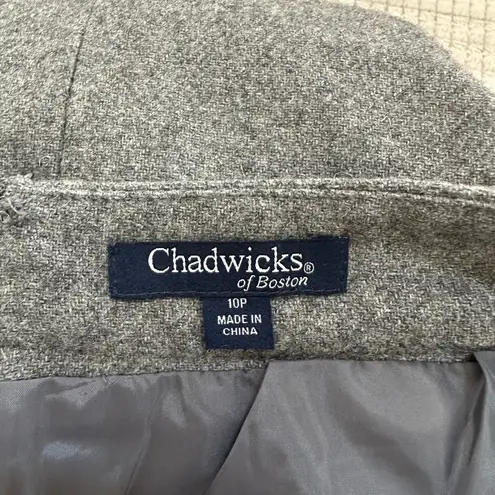 Chadwicks®
of Boston
10P
MADE IN
CHINA